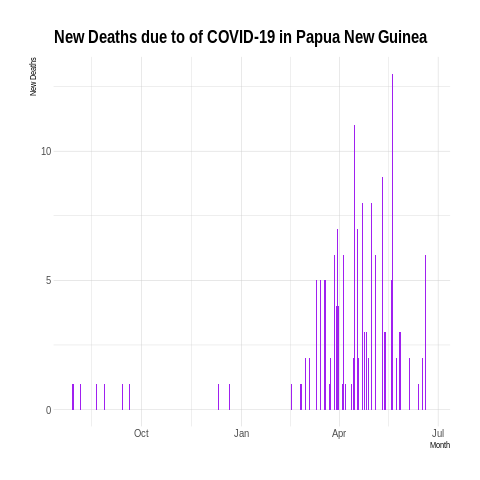 New Deaths due to of COVID-19 in Papua New Guinea
New Deaths
10
5
0
Oct Jan Apr Jul
Month